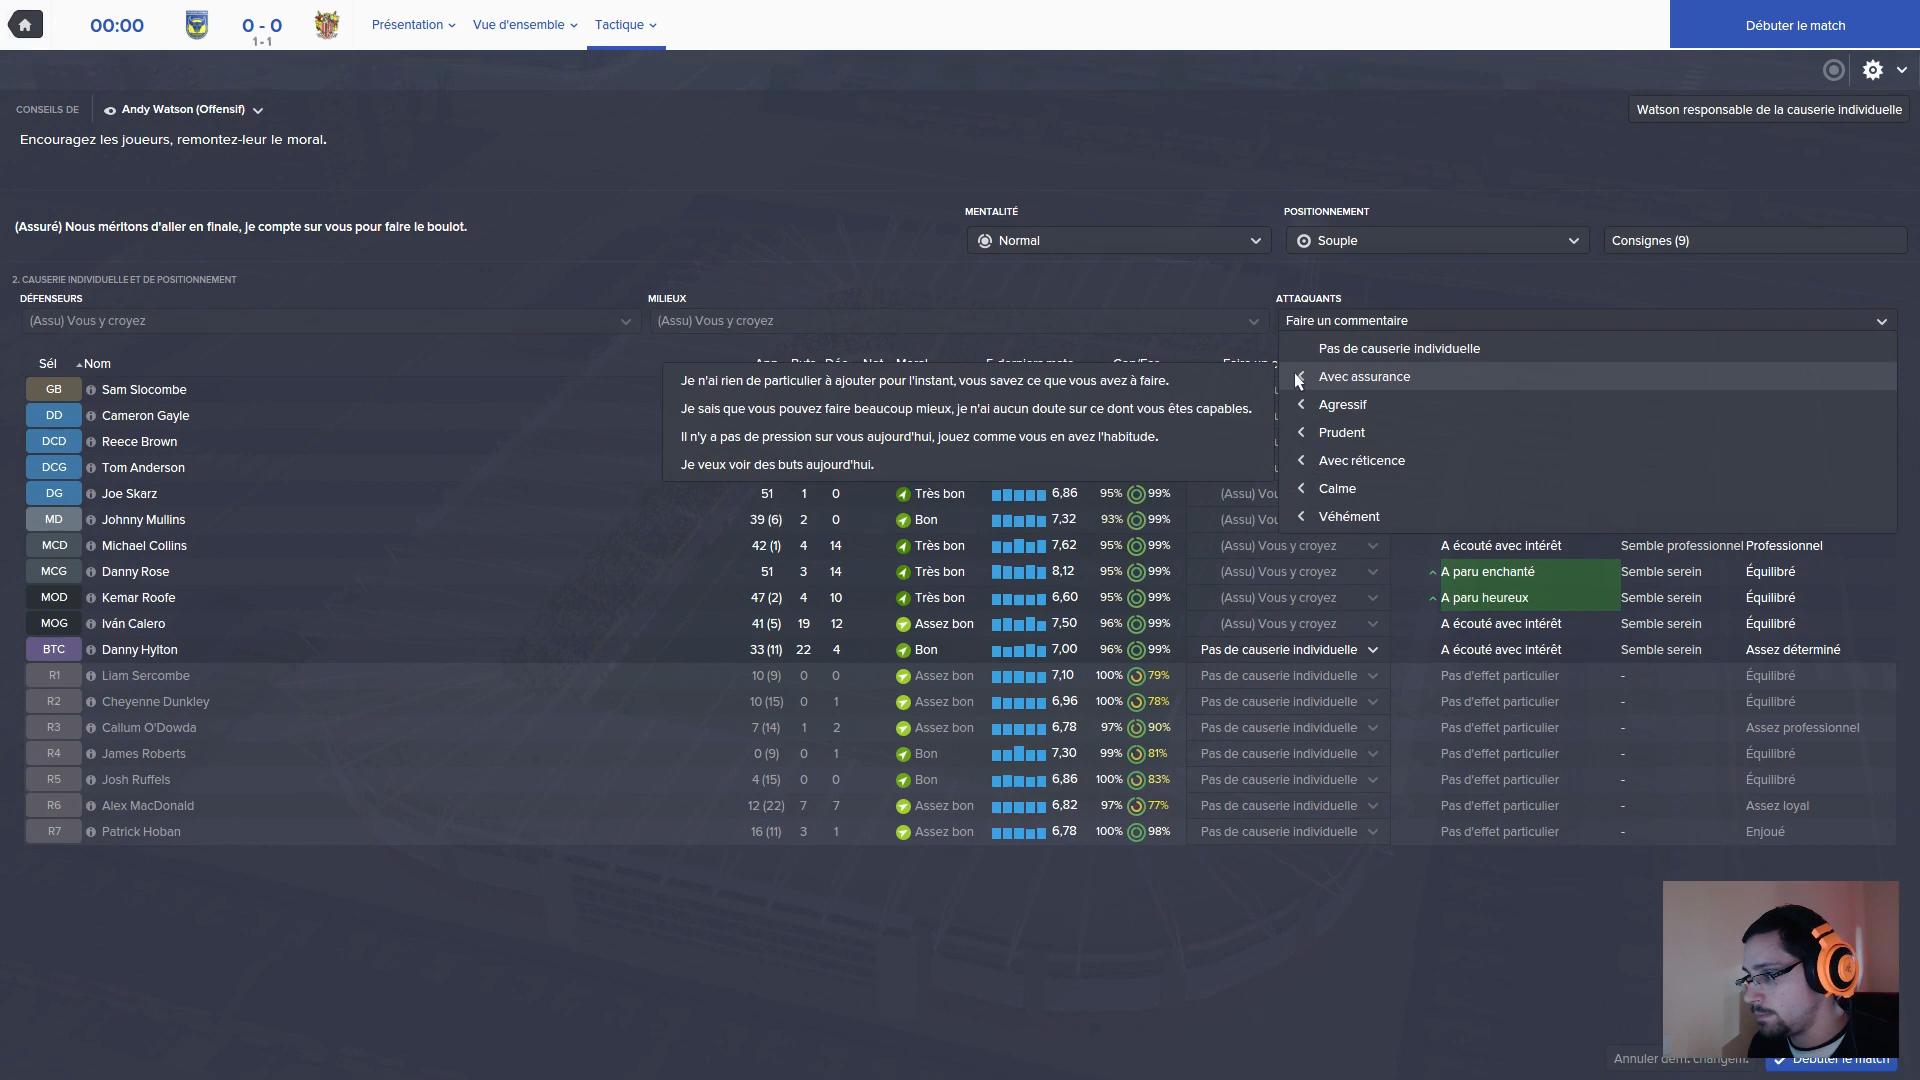 00:00
0 - 0
1 - 1
Présentation
Vue d'ensemble
Tactique
Débuter le match
CONSEILS DE
Andy Watson (Offensif)
Watson responsable de la causerie individuelle
Encouragez les joueurs, remontez-leur le moral.
MENTALITÉ
POSITIONNEMENT
(Assuré) Nous méritons d'aller en finale, je compte sur vous pour faire le boulot.
Normal
Souple
Consignes (9)
2. CAUSERIE INDIVIDUELLE ET DE POSITIONNEMENT
DÉFENSEURS
MILIEUX
ATTAQUANTS
(Assu) Vous y croyez
(Assu) Vous y croyez
Faire un commentaire
Pas de causerie individuelle
Avec assurance
Agressif
Prudent
Avec réticence
Calme
Véhément
Je n'ai rien de particulier à ajouter pour l'instant, vous savez ce que vous avez à faire.
Je sais que vous pouvez faire beaucoup mieux, je n'ai aucun doute sur ce dont vous êtes capables.
Il n'y a pas de pression sur vous aujourd'hui, jouez comme vous en avez l'habitude.
Je veux voir des buts aujourd'hui.
Sél Nom
GB Sam Slocombe
DD Cameron Gayle
DCD Reece Brown
DCG Tom Anderson
DG Joe Skarz 51 1 0 Très bon 6,86 95% 99% (Assu) Vou
MD Johnny Mullins 39 (6) 2 0 Bon 7,32 93% 99% (Assu) Vou
MCD Michael Collins 42 (1) 4 14 Très bon 7,62 95% 99% (Assu) Vous y croyez A écouté avec intérêt Semble professionnel Professionnel
MCG Danny Rose 51 3 14 Très bon 8,12 95% 99% (Assu) Vous y croyez A paru enchanté Semble serein Équilibré
MOD Kemar Roofe 47 (2) 4 10 Très bon 6,60 95% 99% (Assu) Vous y croyez A paru heureux Semble serein Équilibré
MOG Iván Calero 41 (5) 19 12 Assez bon 7,50 96% 99% (Assu) Vous y croyez A écouté avec intérêt Semble serein Équilibré
BTC Danny Hylton 33 (11) 22 4 Bon 7,00 96% 99% Pas de causerie individuelle A écouté avec intérêt Semble serein Assez déterminé
R1 Liam Sercombe 10 (9) 0 0 Assez bon 7,10 100% 79% Pas de causerie individuelle Pas d'effet particulier - Équilibré
R2 Cheyenne Dunkley 10 (15) 0 1 Assez bon 6,96 100% 78% Pas de causerie individuelle Pas d'effet particulier - Équilibré
R3 Callum O'Dowda 7 (14) 1 2 Assez bon 6,78 97% 90% Pas de causerie individuelle Pas d'effet particulier - Assez professionnel
R4 James Roberts 0 (9) 0 1 Bon 7,30 99% 81% Pas de causerie individuelle Pas d'effet particulier - Équilibré
R5 Josh Ruffels 4 (15) 0 0 Bon 6,86 100% 83% Pas de causerie individuelle Pas d'effet particulier - Équilibré
R6 Alex MacDonald 12 (22) 7 7 Assez bon 6,82 97% 77% Pas de causerie individuelle Pas d'effet particulier - Assez loyal
R7 Patrick Hoban 16 (11) 3 1 Assez bon 6,78 100% 98% Pas de causerie individuelle Pas d'effet particulier - Enjoué
Annuler dern. changem.
Débuter le match